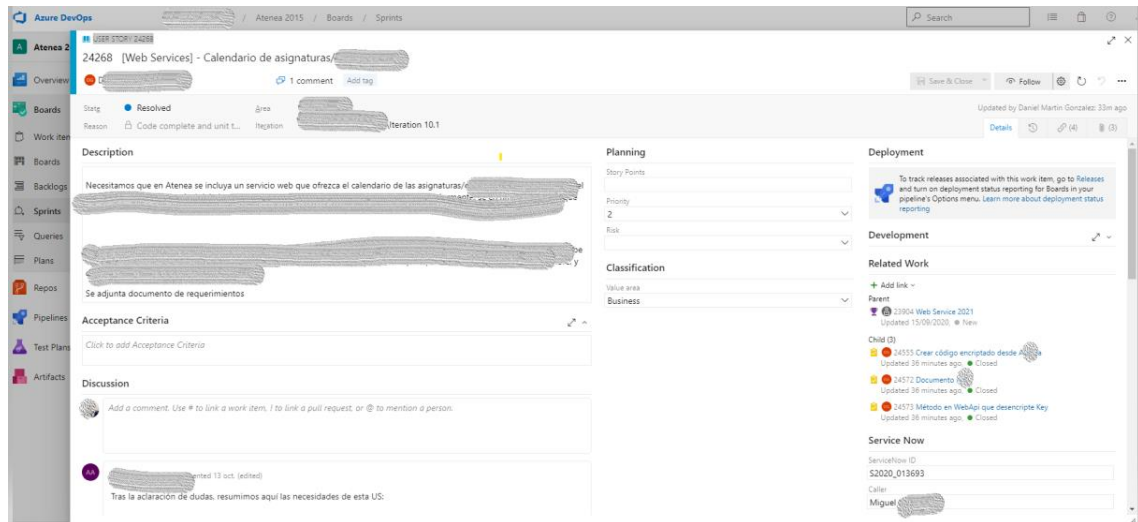 Azure DevOps
/ Atenea 2015 / Boards / Sprints
Search
Atenea 2
Overview
Boards
Work item
Boards
Backlogs
Sprints
Queries
Plans
Repos
Pipelines
Test Plans
Artifacts
USER STORY 24268
24268 [Web Services] - Calendario de asignaturas/
1 comment
Add tag
Save & Close
Follow
State
Resolved
Area
Reason
Code complete and unit t...
Iteration
/Iteration 10.1
Updated by Daniel Martin Gonzalez: 33m ago
Details
(4)
(3)
Description
Necesitamos que en Atenea se incluya un servicio web que ofrezca el calendario de las asignaturas/
Se adjunta documento de requerimientos
Acceptance Criteria
Click to add Acceptance Criteria
Discussion
Add a comment. Use # to link a work item, ! to link a pull request, or @ to mention a person.
AA
13 oct. (edited)
Tras la aclaración de dudas, resumimos aquí las necesidades de esta US:
Planning
Story Points
Priority
2
Risk
Classification
Value area
Business
Deployment
To track releases associated with this work item, go to Releases
and turn on deployment status reporting for Boards in your
pipeline's Options menu. Learn more about deployment status
reporting
Development
Related Work
Add link
Parent
23904 Web Service 2021
Updated 15/09/2020, New
Child (3)
24555 Crear código encriptado desde
Updated 36 minutes ago, Closed
24572 Documento
Updated 36 minutes ago, Closed
24573 Método en WebApi que desencripte Key
Updated 36 minutes ago, Closed
Service Now
ServiceNow ID
S2020_013693
Caller
Miguel